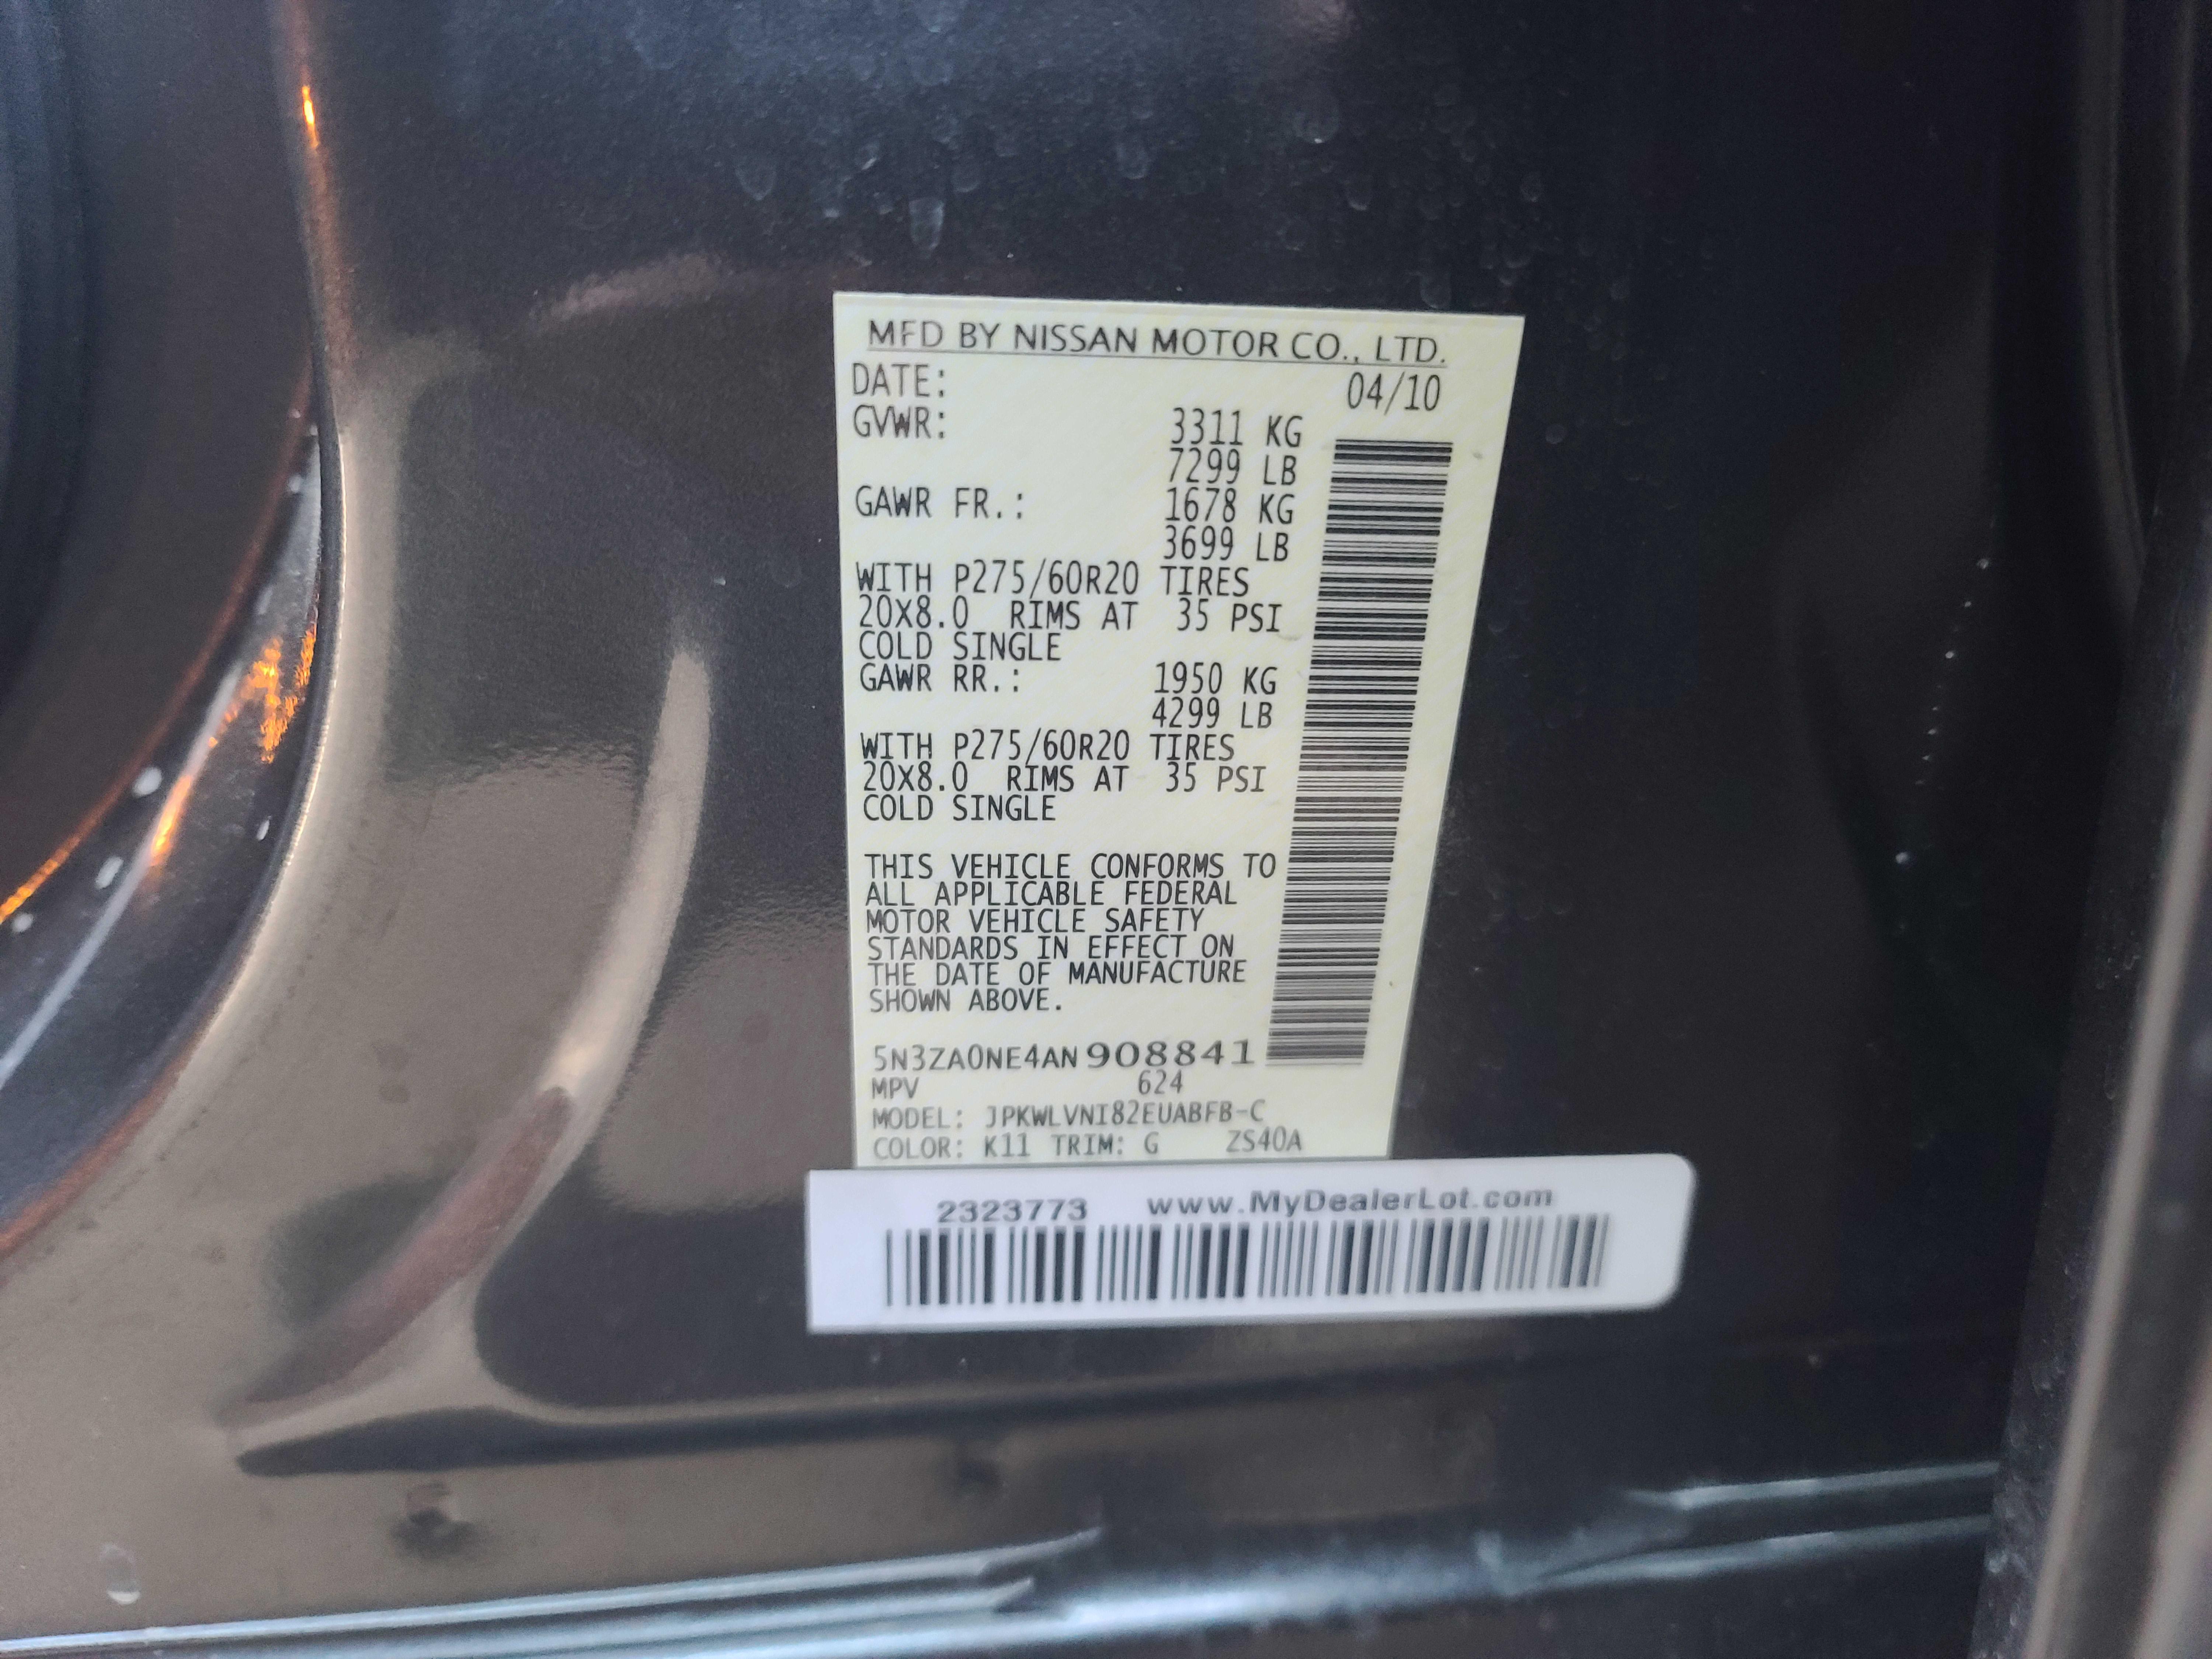 MFD BY NISSAN MOTOR CO., LTD.
DATE: 04/10
GVWR: 3311 KG
7299 LB
GAWR FR.: 1678 KG
3699 LB
WITH P275/60R20 TIRES
20X8.0 RIMS AT 35 PSI
COLD SINGLE
GAWR RR.: 1950 KG
4299 LB
WITH P275/60R20 TIRES
20X8.0 RIMS AT 35 PSI
COLD SINGLE
THIS VEHICLE CONFORMS TO
ALL APPLICABLE FEDERAL
MOTOR VEHICLE SAFETY
STANDARDS IN EFFECT ON
THE DATE OF MANUFACTURE
SHOWN ABOVE.
5N3ZA0NE4AN908841
MPV 624
MODEL: JPKWLVNI82EUABFB-C
COLOR: K11 TRIM: G ZS40A
2323773 www.MyDealerLot.com